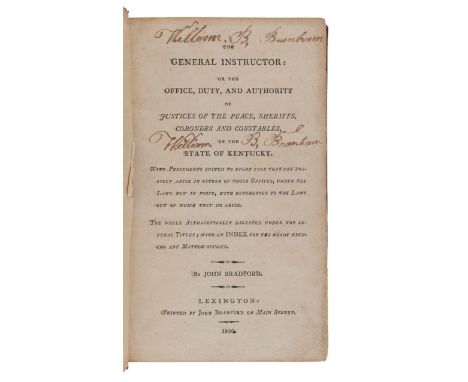 William. B, Branham
THE
GENERAL INSTRUCTOR:
OR THE
OFFICE, DUTY, AND AUTHORITY
OF
JUSTICES OF THE PEACE, SHERIFFS,
CORONERS AND CONSTABLES,
William IN THE B, Branham
STATE OF KENTUCKY.
WITH PRECEDENTS SUITED TO EVERY CASE THAT CAN POS-
SIBLY ARISE IN EITHER OF THOSE OFFICES, UNDER THE
LAWS NOW IN FORCE, WITH REFERENCES TO THE LAWS
OUT OF WHICH THEY DO ARISE.
THE WHOLE ALPHABETICALLY DIGESTED UNDER THE SE-
VERAL TITLES; WITH AN INDEX FOR THE READY FIND-
ING ANY MATTER SOUGHT.
BY JOHN BRADFORD.
LEXINGTON:
PRINTED BY JOHN BRADFORD ON MAIN STREET.
1800.